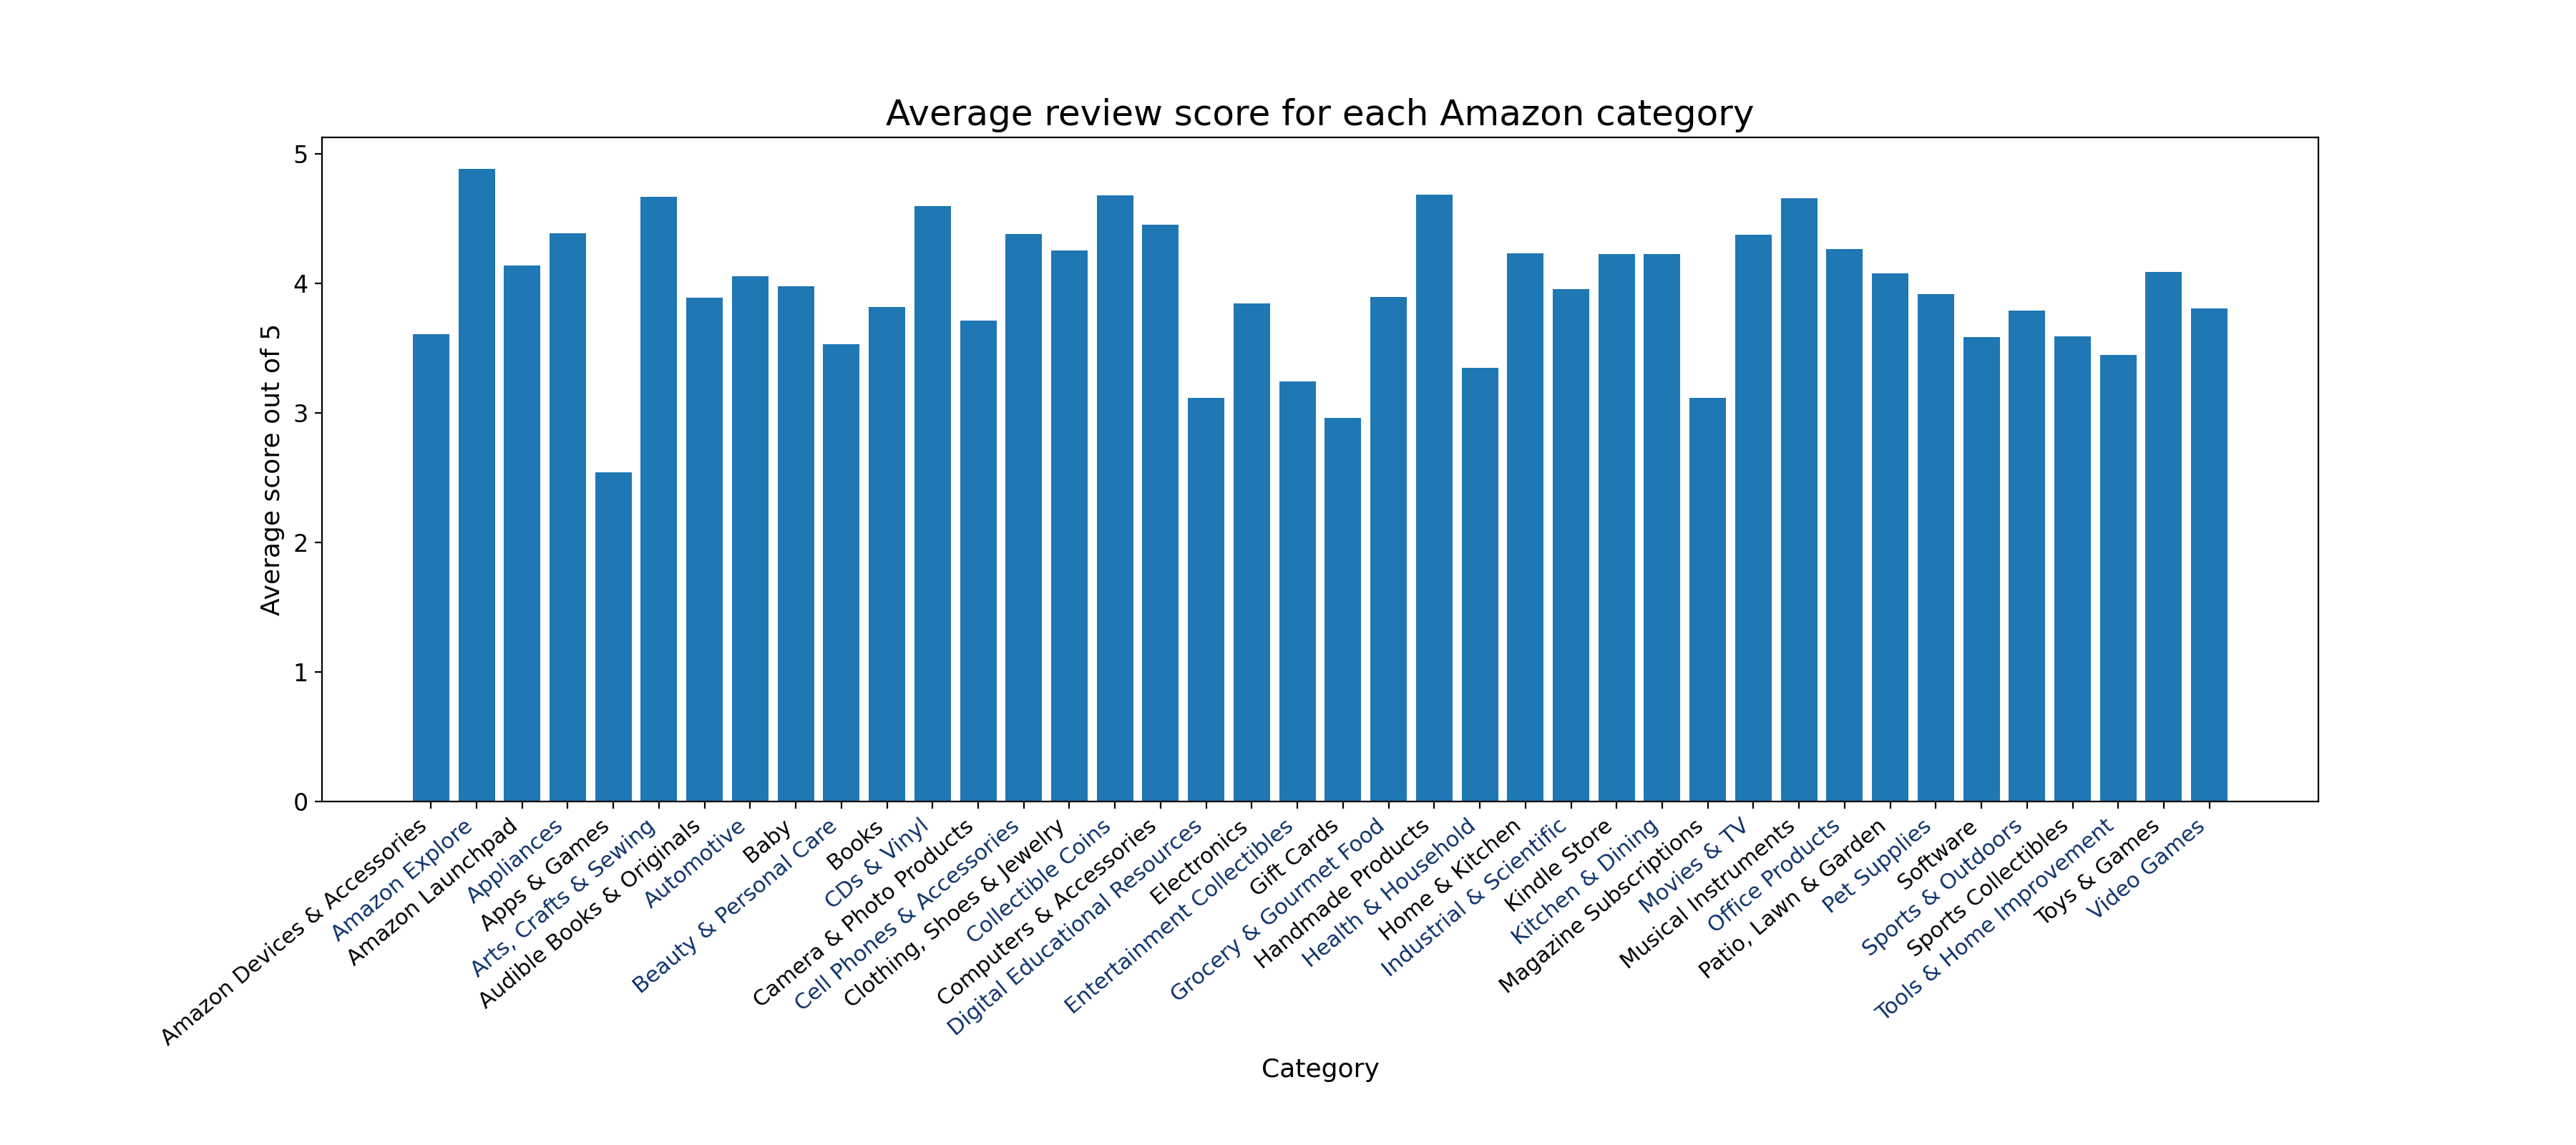 Average review score for each Amazon category
Average score out of 5
5
4
3
2
1
0
Amazon Devices & Accessories
Amazon Explore
Amazon Launchpad
Appliances
Apps & Games
Arts, Crafts & Sewing
Audible Books & Originals
Automotive
Baby
Beauty & Personal Care
Books
CDs & Vinyl
Camera & Photo Products
Cell Phones & Accessories
Clothing, Shoes & Jewelry
Collectible Coins
Computers & Accessories
Digital Educational Resources
Electronics
Entertainment Collectibles
Gift Cards
Grocery & Gourmet Food
Handmade Products
Health & Household
Home & Kitchen
Industrial & Scientific
Kindle Store
Kitchen & Dining
Magazine Subscriptions
Movies & TV
Musical Instruments
Office Products
Patio, Lawn & Garden
Pet Supplies
Software
Sports & Outdoors
Sports Collectibles
Tools & Home Improvement
Toys & Games
Video Games
Category